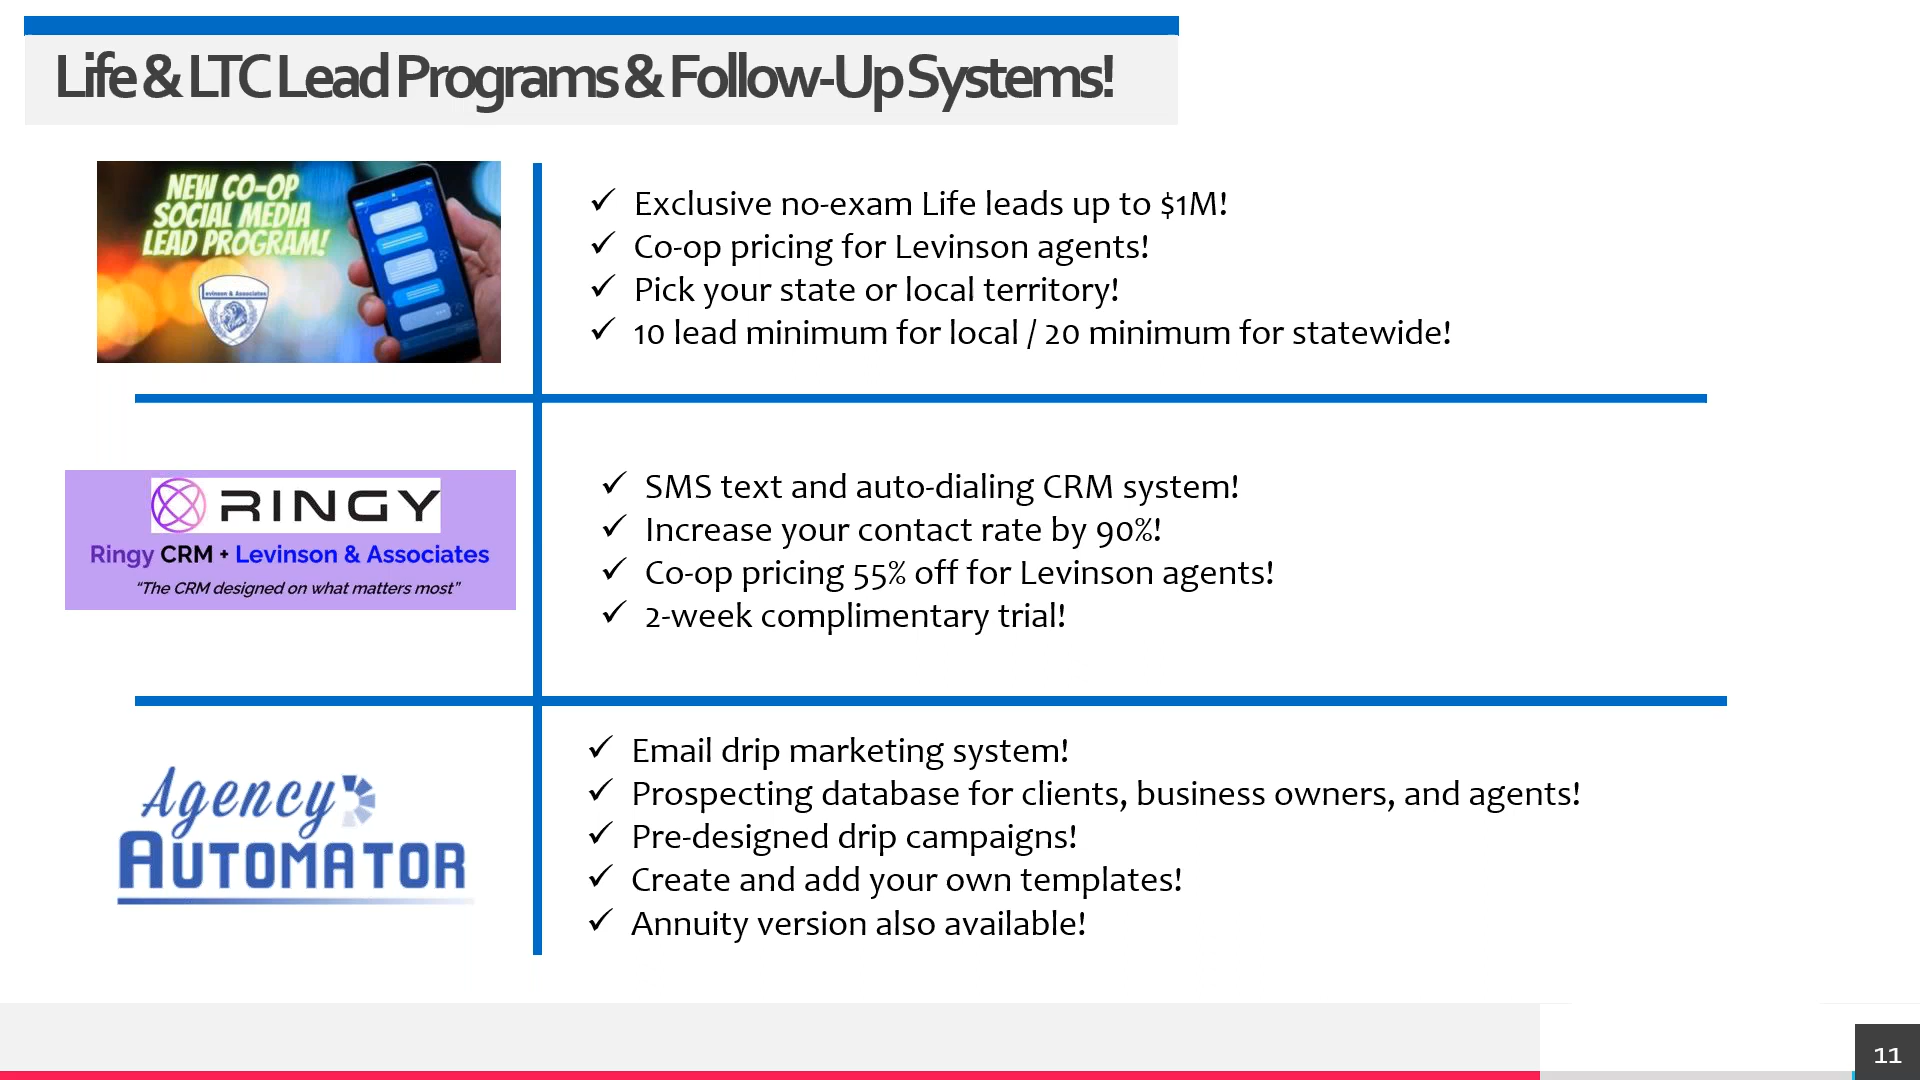 Life & LTC Lead Programs & Follow-Up Systems!
NEW CO-OP
SOCIAL MEDIA
LEAD PROGRAM!
Levinson & Associates
✓ Exclusive no-exam Life leads up to $1M!
✓ Co-op pricing for Levinson agents!
✓ Pick your state or local territory!
✓ 10 lead minimum for local / 20 minimum for statewide!
RINGY
Ringy CRM + Levinson & Associates
“The CRM designed on what matters most”
✓ SMS text and auto-dialing CRM system!
✓ Increase your contact rate by 90%!
✓ Co-op pricing 55% off for Levinson agents!
✓ 2-week complimentary trial!
Agency
AUTOMATOR
✓ Email drip marketing system!
✓ Prospecting database for clients, business owners, and agents!
✓ Pre-designed drip campaigns!
✓ Create and add your own templates!
✓ Annuity version also available!
11